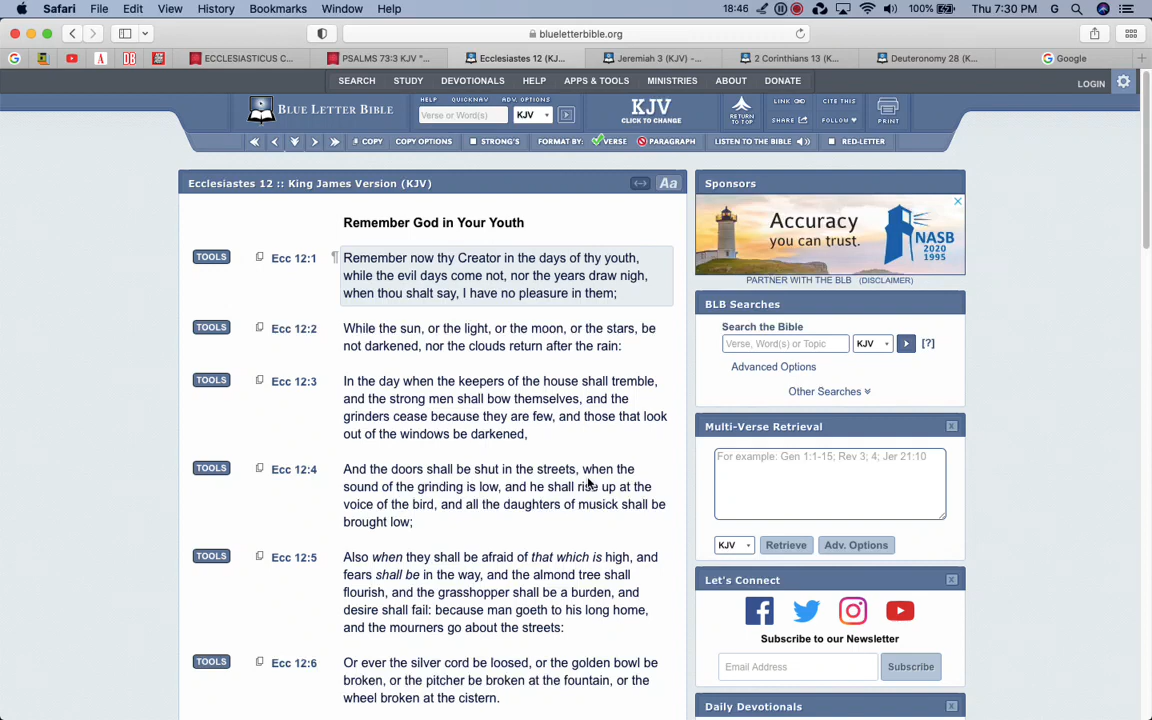 Safari File Edit View History Bookmarks Window Help 18:46 100% Thu 7:30 PM G
blueletterbible.org
ECCLESIASTICUS C... PSALMS 73:3 KJV "... Ecclesiastes 12 (KJ... Jeremiah 3 (KJV) -... 2 Corinthians 13 (K... Deuteronomy 28 (K... Google
SEARCH STUDY DEVOTIONALS HELP APPS & TOOLS MINISTRIES ABOUT DONATE LOGIN
BLUE LETTER BIBLE
HELP QUICKNAV ADV. OPTIONS
Verse or Word(s) KJV
KJV
CLICK TO CHANGE
RETURN
TO TOP
LINK CITE THIS
SHARE FOLLOW
PRINT
COPY COPY OPTIONS STRONG'S FORMAT BY: VERSE PARAGRAPH LISTEN TO THE BIBLE RED-LETTER
Ecclesiastes 12 :: King James Version (KJV) Aa
Remember God in Your Youth
TOOLS Ecc 12:1 ¶ Remember now thy Creator in the days of thy youth,
while the evil days come not, nor the years draw nigh,
when thou shalt say, I have no pleasure in them;
TOOLS Ecc 12:2 While the sun, or the light, or the moon, or the stars, be
not darkened, nor the clouds return after the rain:
TOOLS Ecc 12:3 In the day when the keepers of the house shall tremble,
and the strong men shall bow themselves, and the
grinders cease because they are few, and those that look
out of the windows be darkened,
TOOLS Ecc 12:4 And the doors shall be shut in the streets, when the
sound of the grinding is low, and he shall rise up at the
voice of the bird, and all the daughters of musick shall be
brought low;
TOOLS Ecc 12:5 Also when they shall be afraid of that which is high, and
fears shall be in the way, and the almond tree shall
flourish, and the grasshopper shall be a burden, and
desire shall fail: because man goeth to his long home,
and the mourners go about the streets:
TOOLS Ecc 12:6 Or ever the silver cord be loosed, or the golden bowl be
broken, or the pitcher be broken at the fountain, or the
wheel broken at the cistern.
Sponsors
Accuracy
you can trust.
NASB
2020
1995
PARTNER WITH THE BLB (DISCLAIMER)
BLB Searches
Search the Bible
Verse, Word(s) or Topic KJV [?]
Advanced Options
Other Searches
Multi-Verse Retrieval x
For example: Gen 1:1-15; Rev 3; 4; Jer 21:10
KJV Retrieve Adv. Options
Let's Connect x
Subscribe to our Newsletter
Email Address Subscribe
Daily Devotionals x